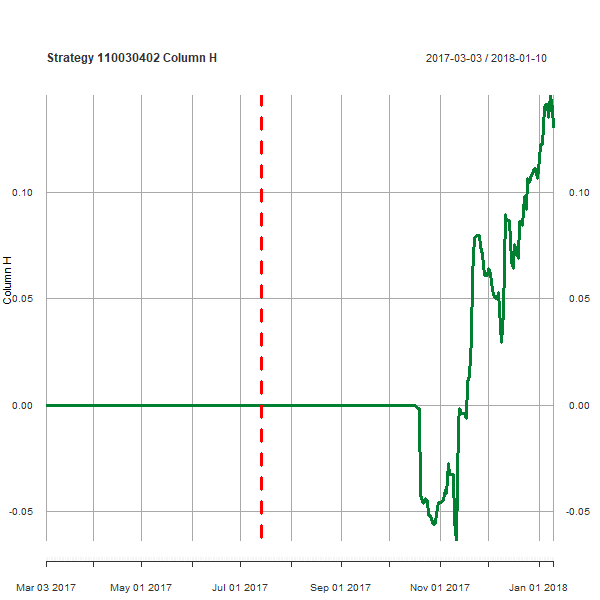 Strategy 110030402 Column H
2017-03-03 / 2018-01-10
0.10
0.10
Column H
0.05
0.05
0.00
0.00
-0.05
-0.05
Mar 03 2017
May 01 2017
Jul 01 2017
Sep 01 2017
Nov 01 2017
Jan 01 2018